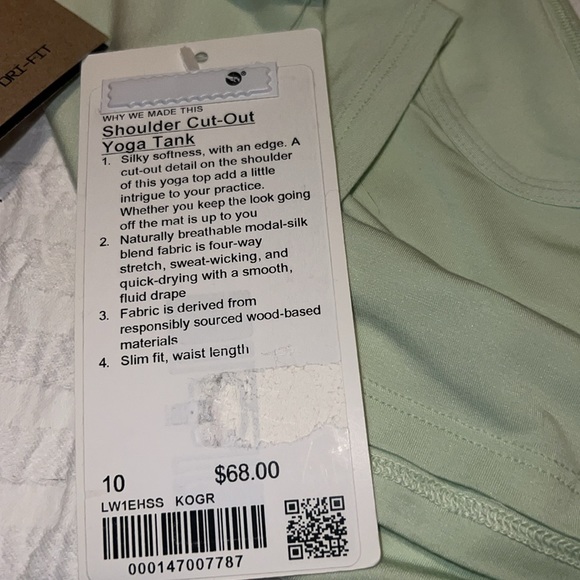 DRI-FIT
WHY WE MADE THIS
Shoulder Cut-Out
Yoga Tank
1. Silky softness, with an edge. A
cut-out detail on the shoulder
of this yoga top add a little
intrigue to your practice.
Whether you keep the look going
off the mat is up to you
2. Naturally breathable modal-silk
blend fabric is four-way
stretch, sweat-wicking, and
quick-drying with a smooth,
fluid drape
3. Fabric is derived from
responsibly sourced wood-based
materials
4. Slim fit, waist length
10 $68.00
LW1EHSS KOGR
000147007787